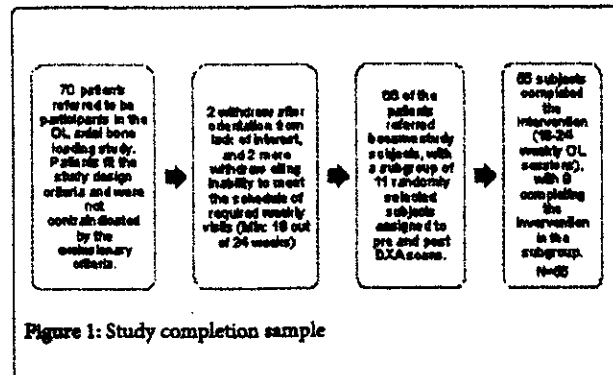 70 patients
referred to be
participants in the
OL axial bone
loading study.
Patients fit the
study design
criteria and were
not
contraindicated
by the
exclusionary
criteria.
2 withdrew after
orientation from
lack of interest,
and 2 more
withdrew citing
inability to meet
the schedule of
required weekly
visits (Min: 18 out
of 24 weeks)
of the
patients
referred became study
subjects, with
a subgroup of
11 randomly
selected
subjects
assigned to
pre and post
DXA scans.
subjects
completed
the
intervention
(18-24
weekly OL
sessions),
with
completing
the
intervention
in the
subgroup.
Figure 1: Study completion sample